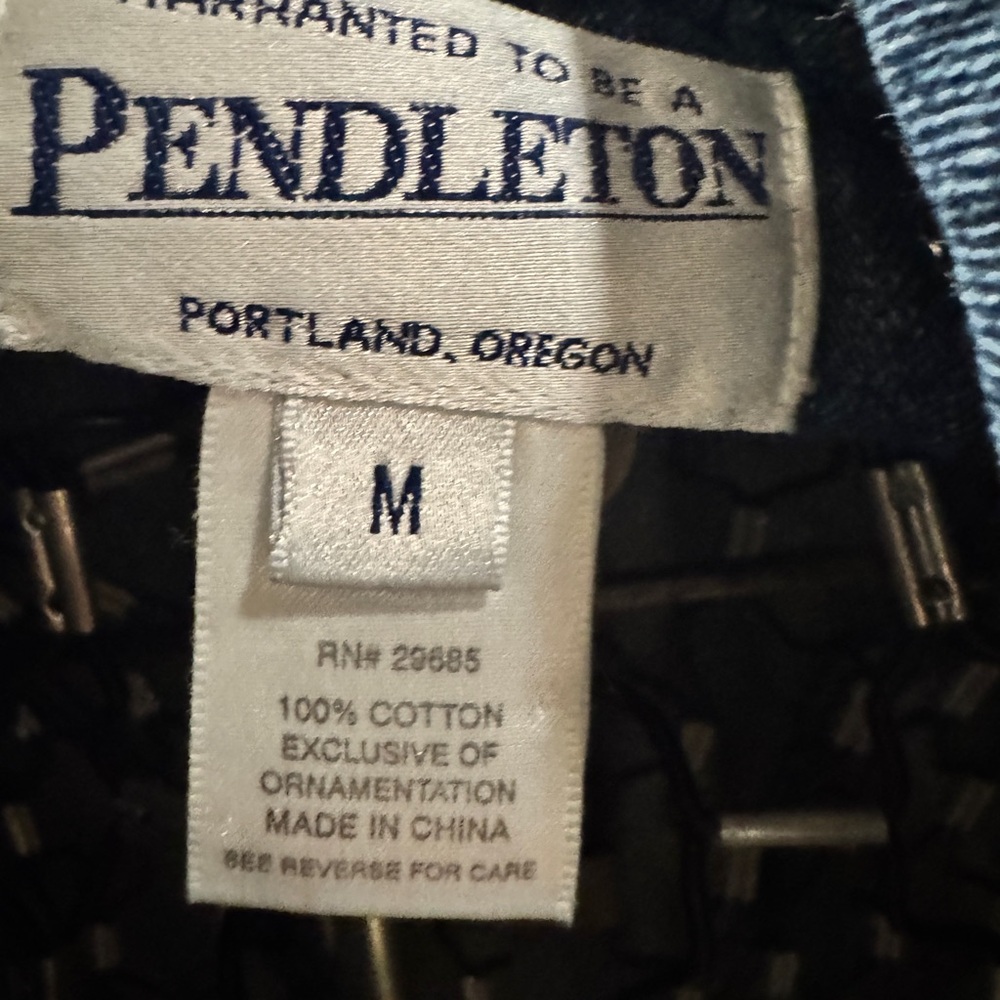 WARRANTED TO BE A
PENDLETON
PORTLAND, OREGON
M
RN# 29685
100% COTTON
EXCLUSIVE OF
ORNAMENTATION
MADE IN CHINA
SEE REVERSE FOR CARE